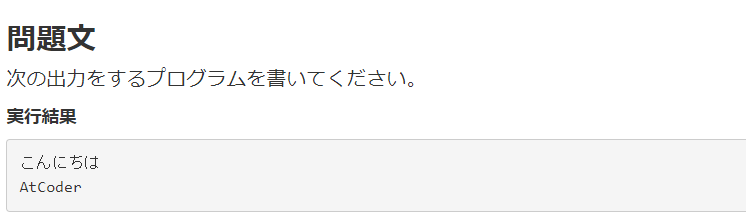 問題文
次の出力をするプログラムを書いてください。
実行結果
こんにちは
AtCoder